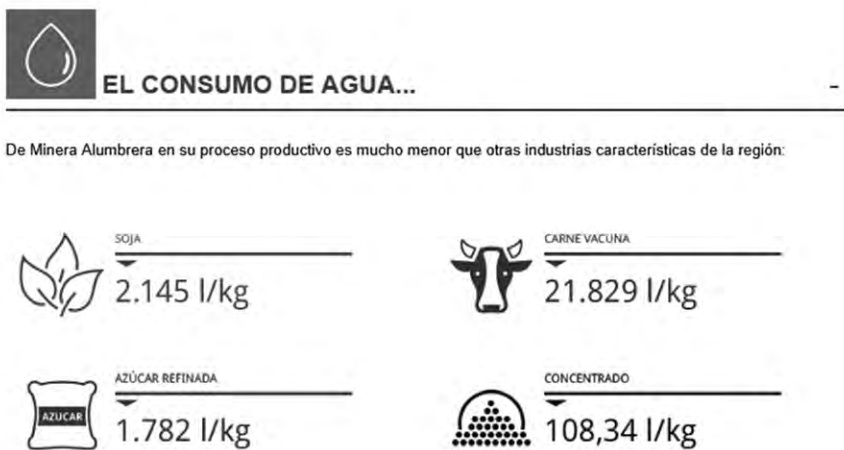 EL CONSUMO DE AGUA...
-
De Minera Alumbrera en su proceso productivo es mucho menor que otras industrias características de la región:
SOJA
2.145 l/kg
CARNE VACUNA
21.829 l/kg
AZÚCAR REFINADA
AZUCAR
1.782 l/kg
CONCENTRADO
108,34 l/kg